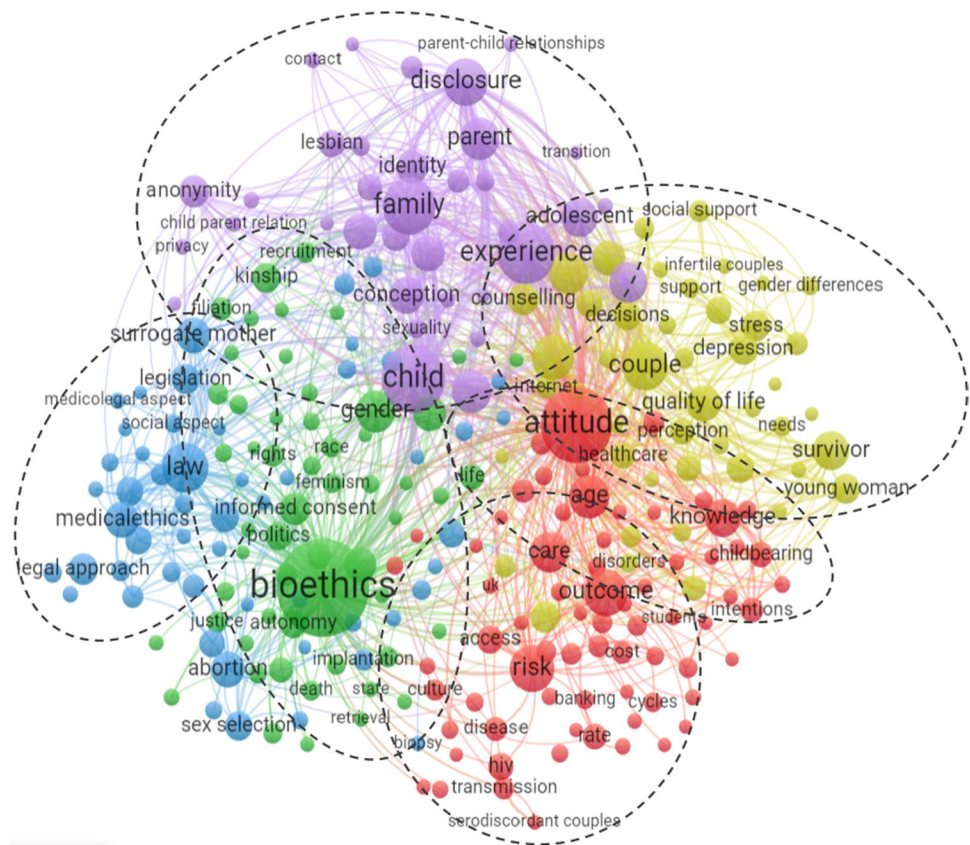 parent-child relationships
contact
disclosure
parent
lesbian
transition
identity
anonymity
family
adolescent
social support
child parent relation
privacy
recruitment
experience
infertile couples
kinship
support
gender differences
conception
counselling
filiation
decisions
sexuality
surrogate mother
stress
depression
couple
legislation
child
internet
medicolegal aspect
quality of life
gender
social aspect
attitude
perception
needs
race
rights
healthcare
survivor
law
feminism
life
young woman
age
informed consent
medicalethics
knowledge
politics
care
disorders
childbearing
legal approach
bioethics
uk
outcome
intentions
justice
autonomy
students
access
cost
implantation
abortion
risk
death
state
culture
banking
cycles
retrieval
sex selection
disease
rate
biopsy
hiv
transmission
serodiscordant couples